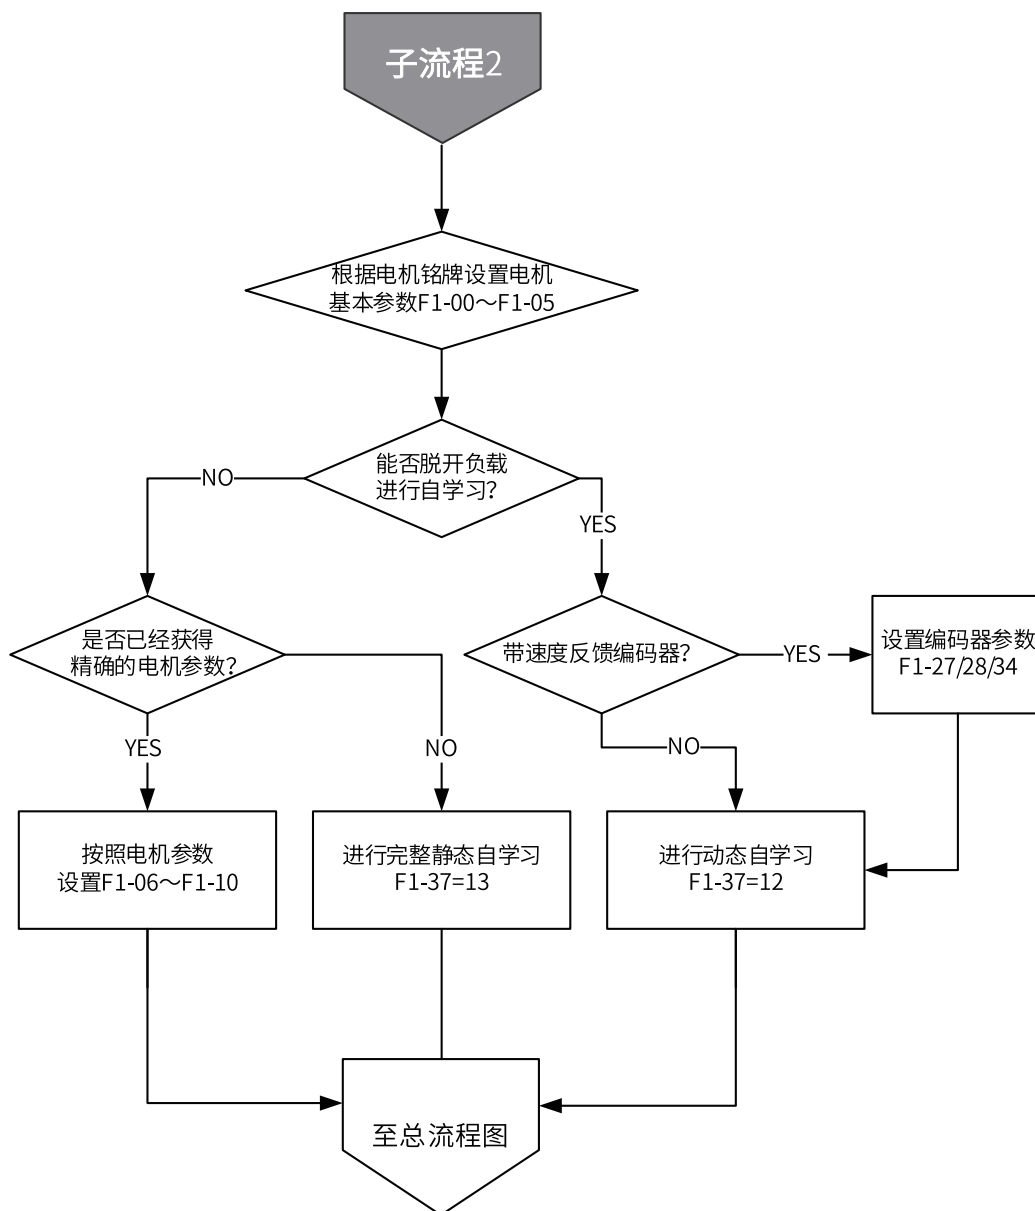 子流程2
根据电机铭牌设置电机
基本参数F1-00～F1-05
能否脱开负载
进行自学习？
NO
YES
是否已经获得
精确的电机参数？
带速度反馈编码器？
YES
设置编码器参数
F1-27/28/34
YES
NO
NO
按照电机参数
设置F1-06～F1-10
进行完整静态自学习
F1-37=13
进行动态自学习
F1-37=12
至总流程图